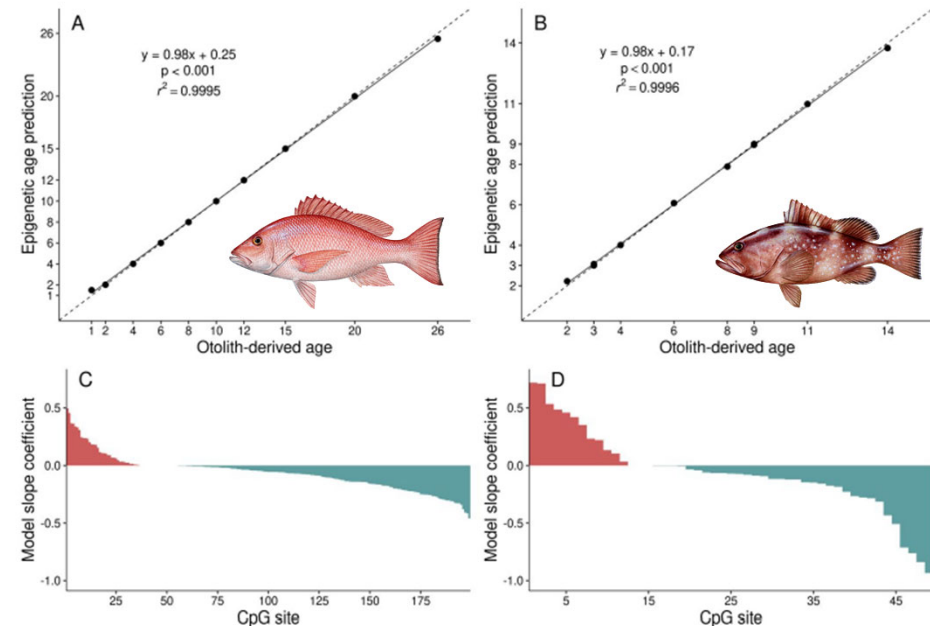 A
y = 0.98x + 0.25
p < 0.001
r² = 0.9995
Epigenetic age prediction
26
20
15
12
10
8
6
4
2
1
1 2 4 6 8 10 12 15 20 26
Otolith-derived age
B
y = 0.98x + 0.17
p < 0.001
r² = 0.9996
Epigenetic age prediction
14
11
9
8
6
4
3
2
2 3 4 6 8 9 11 14
Otolith-derived age
C
Model slope coefficient
0.5
0.0
-0.5
-1.0
25 50 75 100 125 150 175
CpG site
D
Model slope coefficient
0.5
0.0
-0.5
-1.0
5 15 25 35 45
CpG site